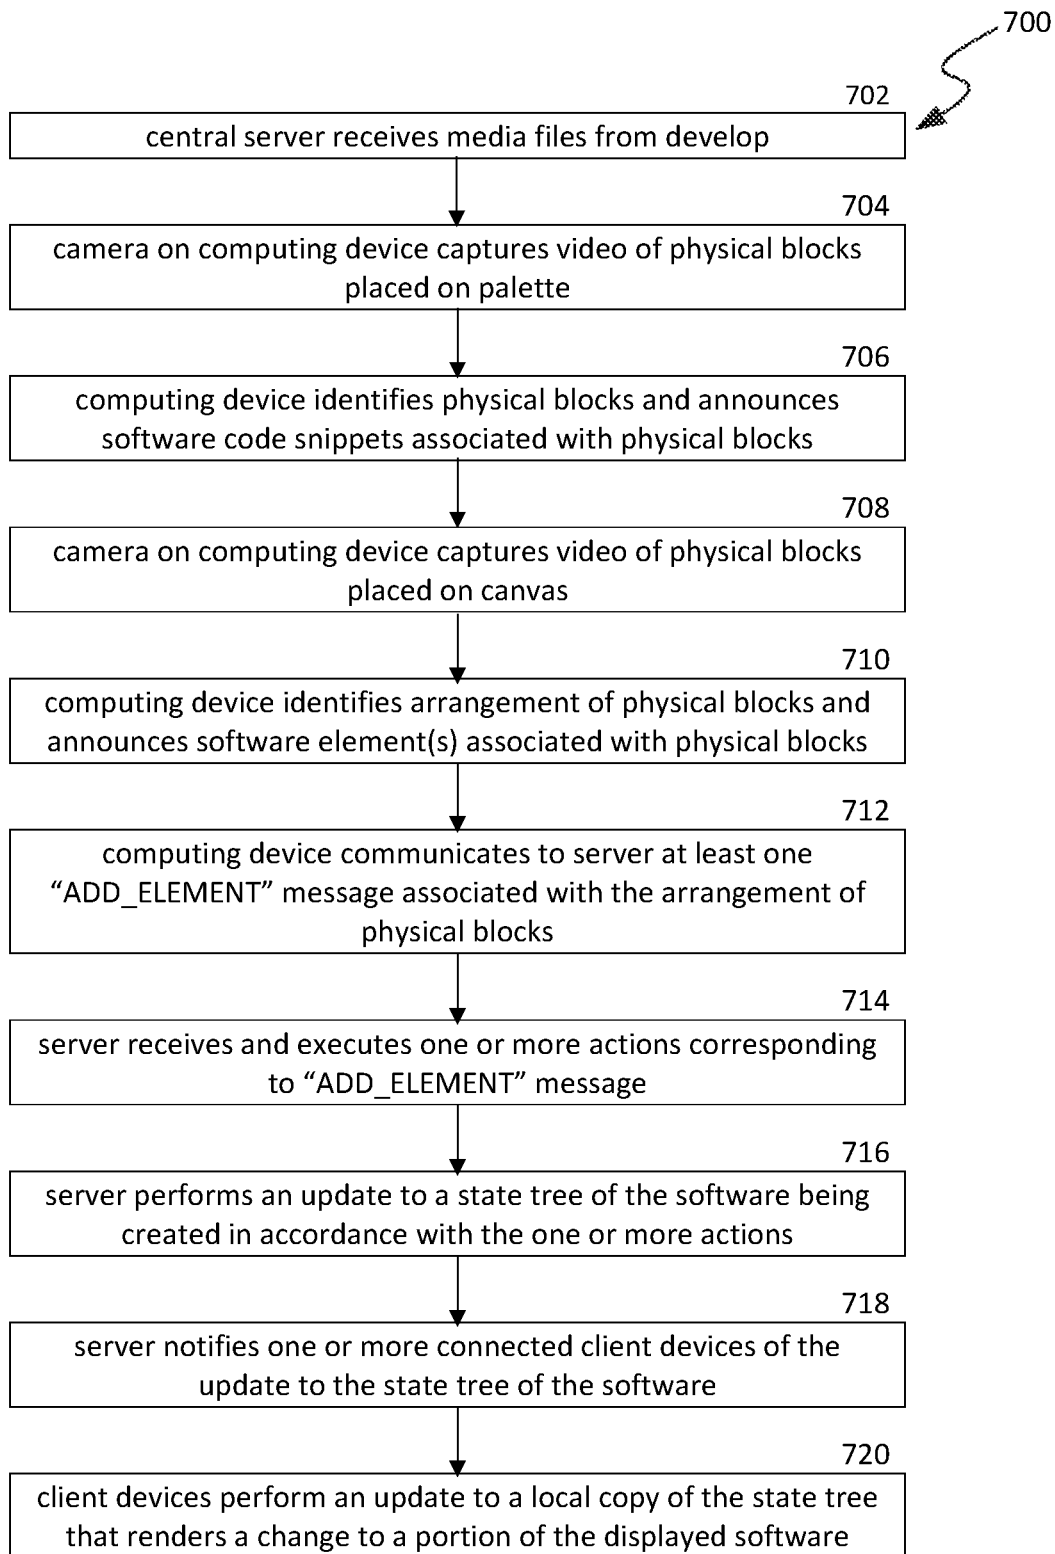 700
702
central server receives media files from develop
704
camera on computing device captures video of physical blocks
placed on palette
706
computing device identifies physical blocks and announces
software code snippets associated with physical blocks
708
camera on computing device captures video of physical blocks
placed on canvas
710
computing device identifies arrangement of physical blocks and
announces software element(s) associated with physical blocks
712
computing device communicates to server at least one
“ADD_ELEMENT” message associated with the arrangement of
physical blocks
714
server receives and executes one or more actions corresponding
to “ADD_ELEMENT” message
716
server performs an update to a state tree of the software being
created in accordance with the one or more actions
718
server notifies one or more connected client devices of the
update to the state tree of the software
720
client devices perform an update to a local copy of the state tree
that renders a change to a portion of the displayed software